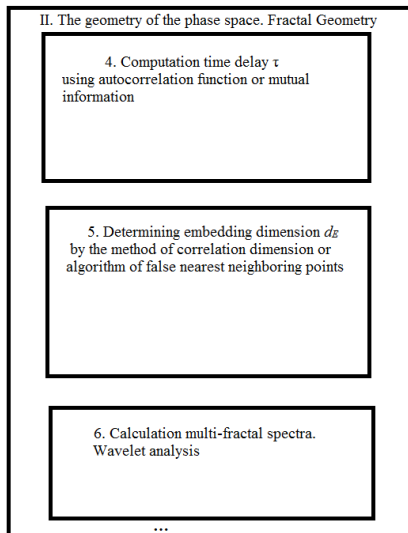 II. The geometry of the phase space. Fractal Geometry
4. Computation time delay τ
using autocorrelation function or mutual
information
5. Determining embedding dimension dE
by the method of correlation dimension or
algorithm of false nearest neighboring points
6. Calculation multi-fractal spectra.
Wavelet analysis
...